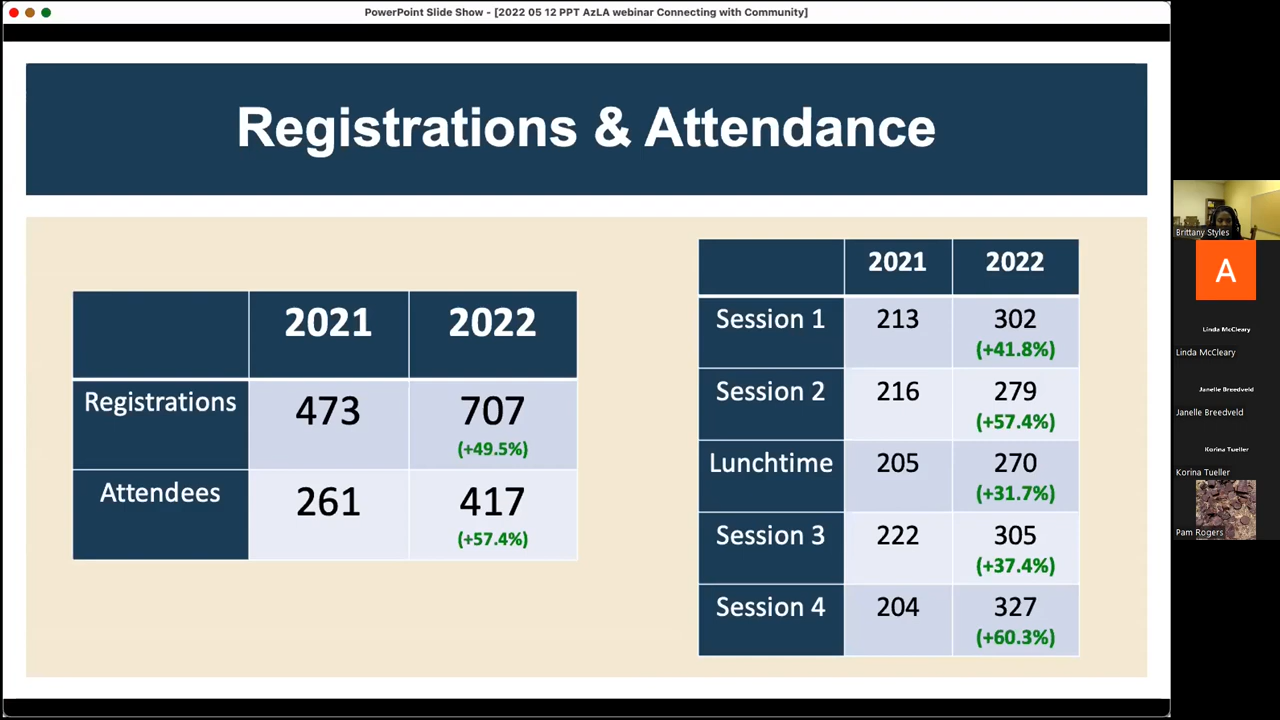 PowerPoint Slide Show - [2022 05 12 PPT AzLA webinar Connecting with Community]
Registrations & Attendance
2021 2022
Registrations 473 707
(+49.5%)
Attendees 261 417
(+57.4%)
2021 2022
Session 1 213 302
(+41.8%)
Session 2 216 279
(+57.4%)
Lunchtime 205 270
(+31.7%)
Session 3 222 305
(+37.4%)
Session 4 204 327
(+60.3%)
Brittany Styles
A
Linda McCleary
Linda McCleary
Janelle Breedveld
Janelle Breedveld
Korina Tueller
Korina Tueller
Pam Rogers